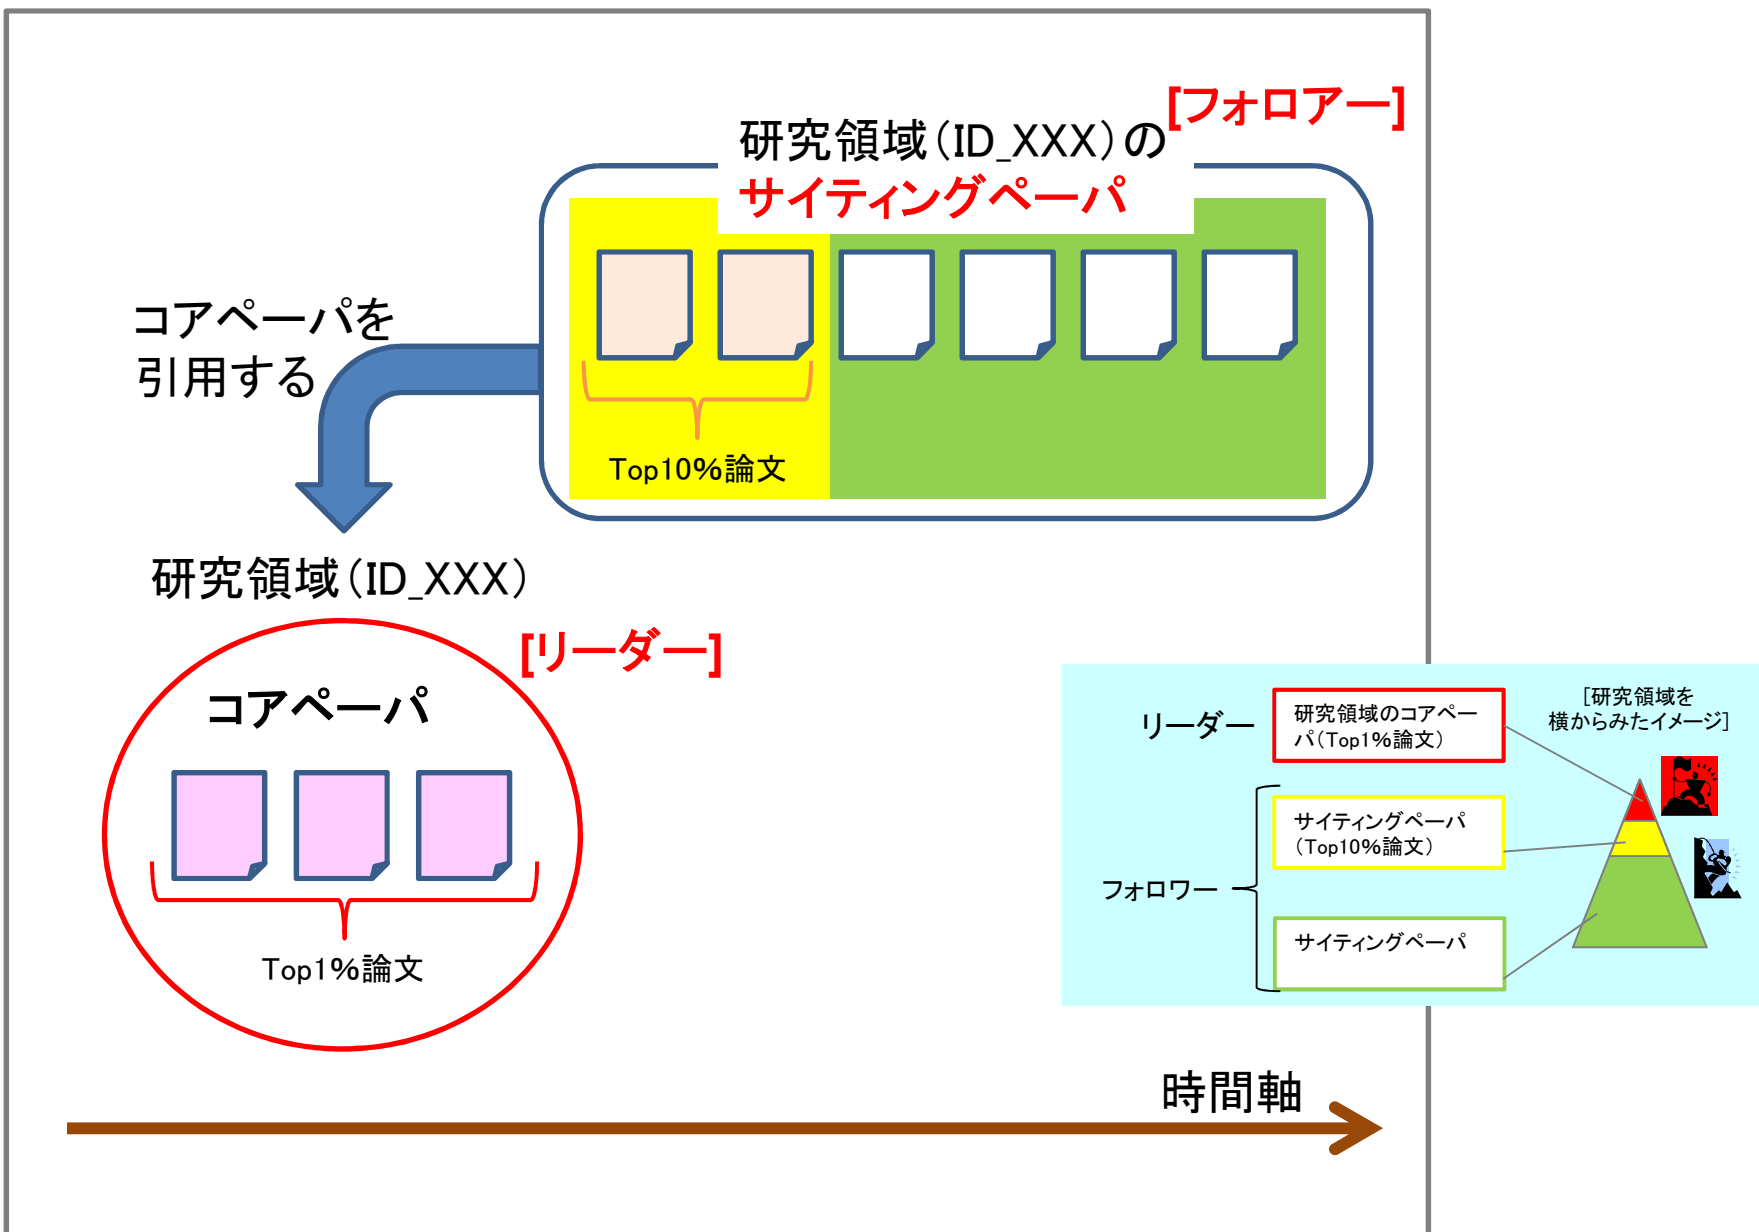 [フォロアー]
研究領域（ID_XXX）の
サイティングペーパ
コアペーパを
引用する
Top10%論文
研究領域（ID_XXX）
[リーダー]
コアペーパ
Top1%論文
リーダー
研究領域のコアペー
パ（Top1%論文）
[研究領域を
横からみたイメージ]
サイティングペーパ
（Top10%論文）
フォロワー
サイティングペーパ
時間軸